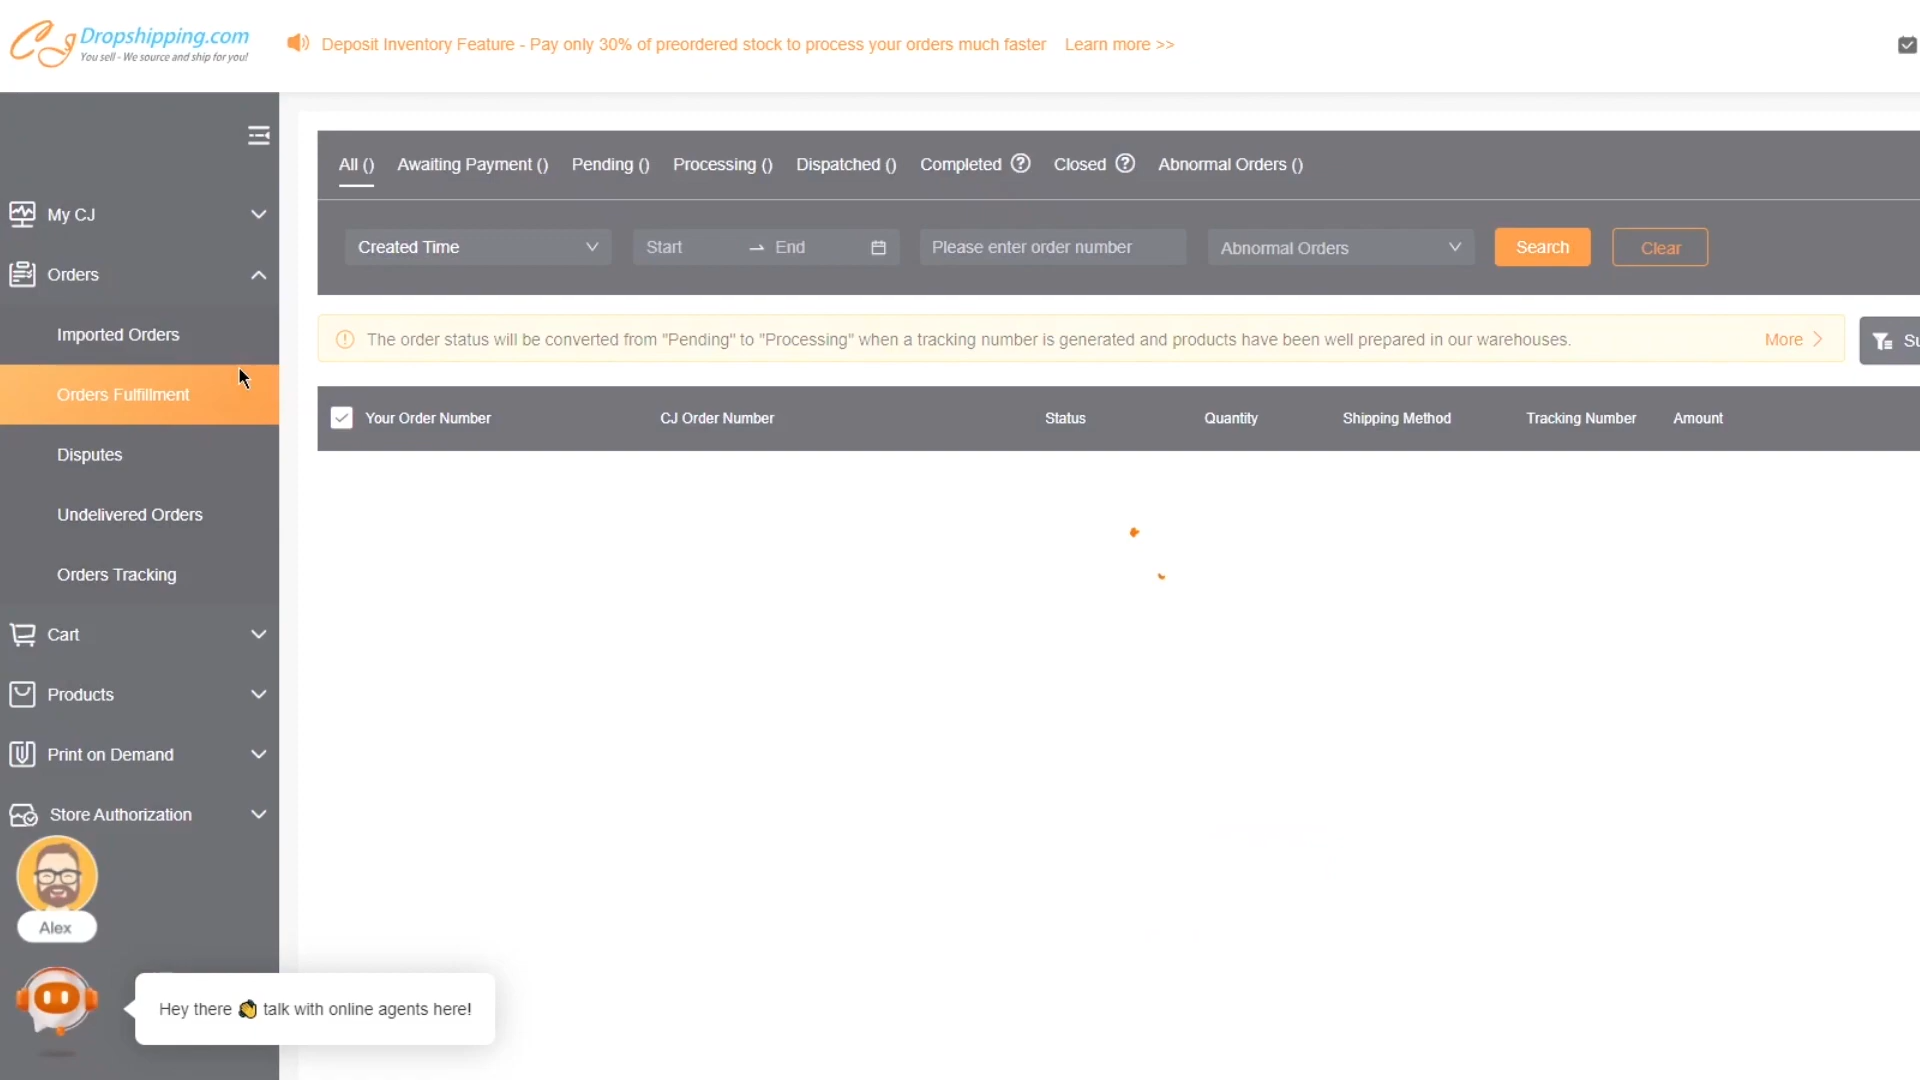 Dropshipping.com
You sell - We source and ship for you!
Deposit Inventory Feature - Pay only 30% of preordered stock to process your orders much faster Learn more >>
My CJ
Orders
Imported Orders
Orders Fulfillment
Disputes
Undelivered Orders
Orders Tracking
Cart
Products
Print on Demand
Store Authorization
Alex
Hey there 👏 talk with online agents here!
All () Awaiting Payment () Pending () Processing () Dispatched () Completed ? Closed ? Abnormal Orders ()
Created Time Start → End Please enter order number Abnormal Orders Search Clear
The order status will be converted from "Pending" to "Processing" when a tracking number is generated and products have been well prepared in our warehouses. More >
Your Order Number CJ Order Number Status Quantity Shipping Method Tracking Number Amount